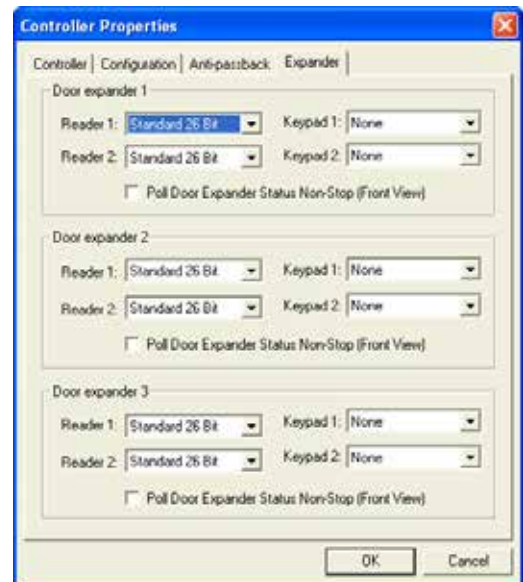 Controller Properties
Controller Configuration Anti-passback Expander
Door expander 1
Reader 1: Standard 26 Bit Keypad 1: None
Reader 2: Standard 26 Bit Keypad 2: None
Poll Door Expander Status Non-Stop (Front View)
Door expander 2
Reader 1: Standard 26 Bit Keypad 1: None
Reader 2: Standard 26 Bit Keypad 2: None
Poll Door Expander Status Non-Stop (Front View)
Door expander 3
Reader 1: Standard 26 Bit Keypad 1: None
Reader 2: Standard 26 Bit Keypad 2: None
Poll Door Expander Status Non-Stop (Front View)
OK Cancel